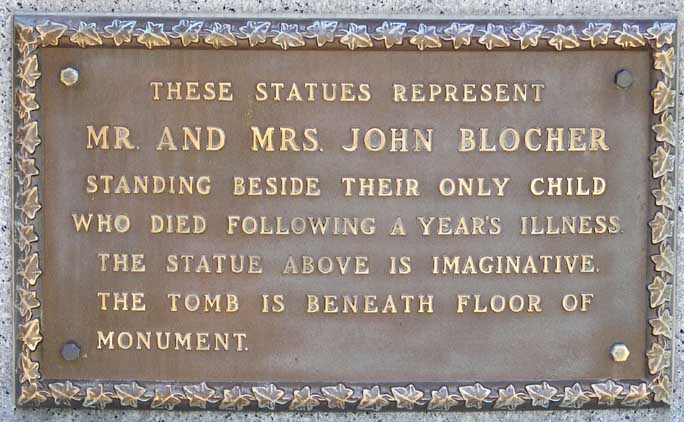 THESE STATUES REPRESENT
MR. AND MRS. JOHN BLOCHER
STANDING BESIDE THEIR ONLY CHILD
WHO DIED FOLLOWING A YEAR'S ILLNESS.
THE STATUE ABOVE IS IMAGINATIVE.
THE TOMB IS BENEATH FLOOR OF
MONUMENT.